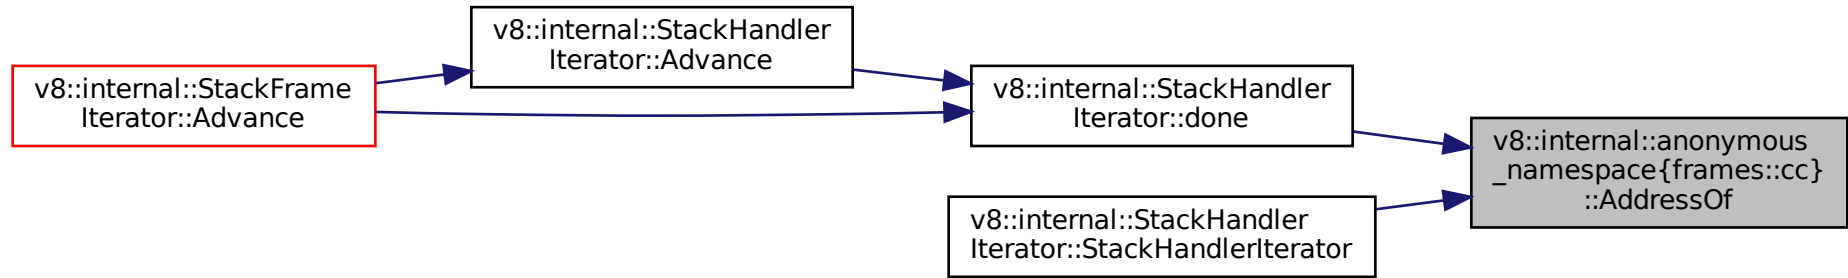 v8::internal::StackFrame
Iterator::Advance
v8::internal::StackHandler
Iterator::Advance
v8::internal::StackHandler
Iterator::done
v8::internal::StackHandler
Iterator::StackHandlerIterator
v8::internal::anonymous
_namespace{frames::cc}
::AddressOf